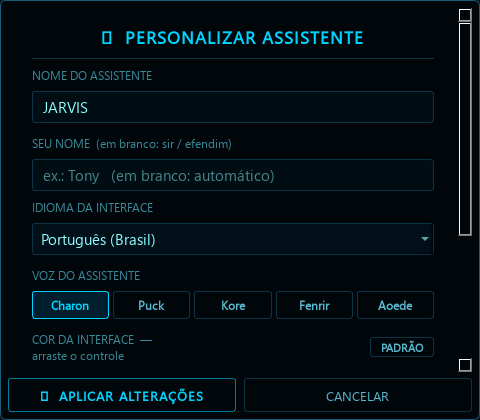 PERSONALIZAR ASSISTENTE
NOME DO ASSISTENTE
JARVIS
SEU NOME (em branco: sir / efendim)
ex.: Tony (em branco: automático)
IDIOMA DA INTERFACE
Português (Brasil)
VOZ DO ASSISTENTE
Charon Puck Kore Fenrir Aoede
COR DA INTERFACE — PADRÃO
arraste o controle
APLICAR ALTERAÇÕES CANCELAR